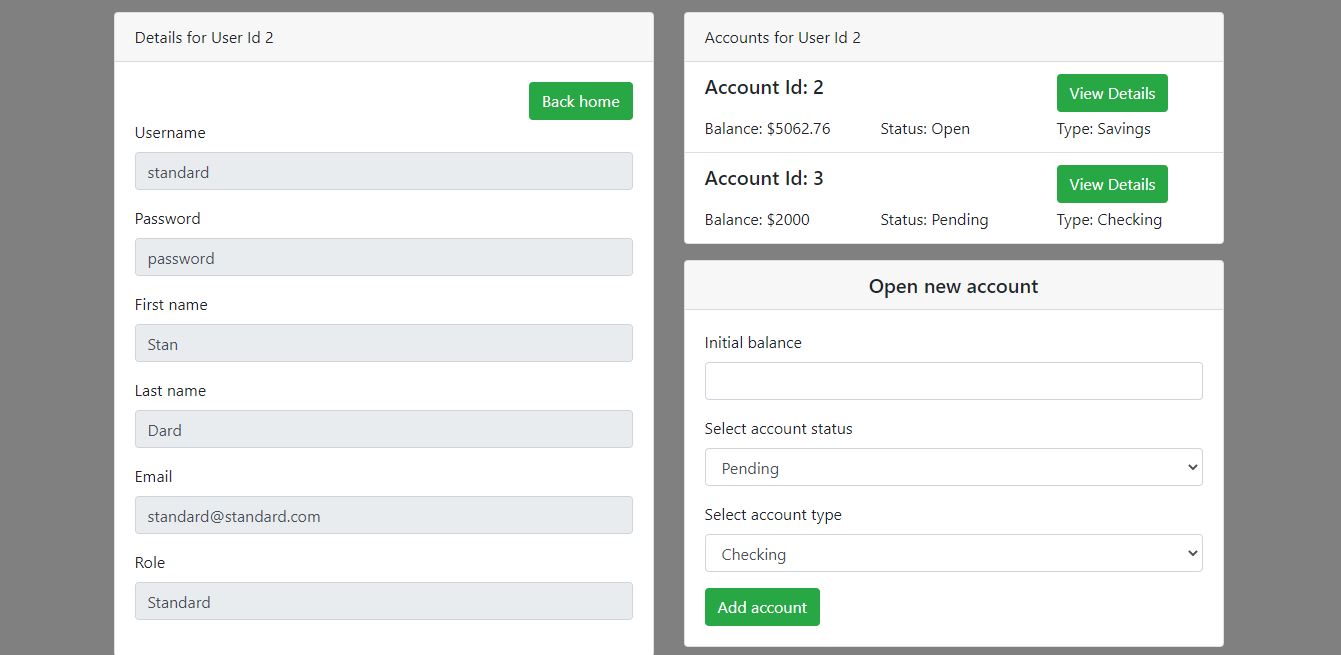 Details for User Id 2
Back home
Username
standard
Password
password
First name
Stan
Last name
Dard
Email
standard@standard.com
Role
Standard
Accounts for User Id 2
Account Id: 2
View Details
Balance: $5062.76 Status: Open Type: Savings
Account Id: 3
View Details
Balance: $2000 Status: Pending Type: Checking
Open new account
Initial balance
Select account status
Pending
Select account type
Checking
Add account